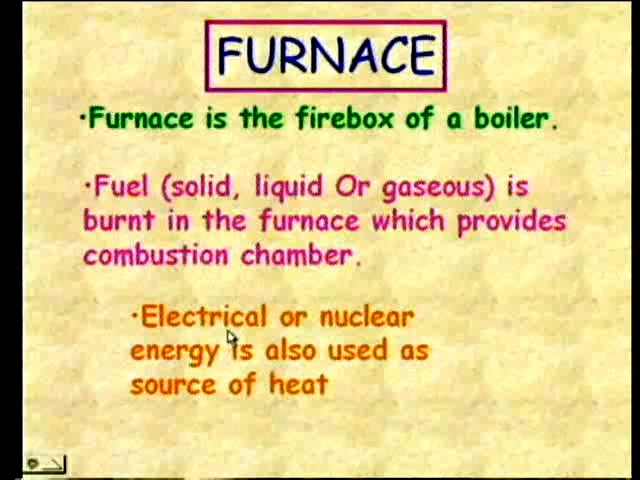 FURNACE
•Furnace is the firebox of a boiler.
•Fuel (solid, liquid Or gaseous) is
burnt in the furnace which provides
combustion chamber.
•Electrical or nuclear
energy is also used as
source of heat